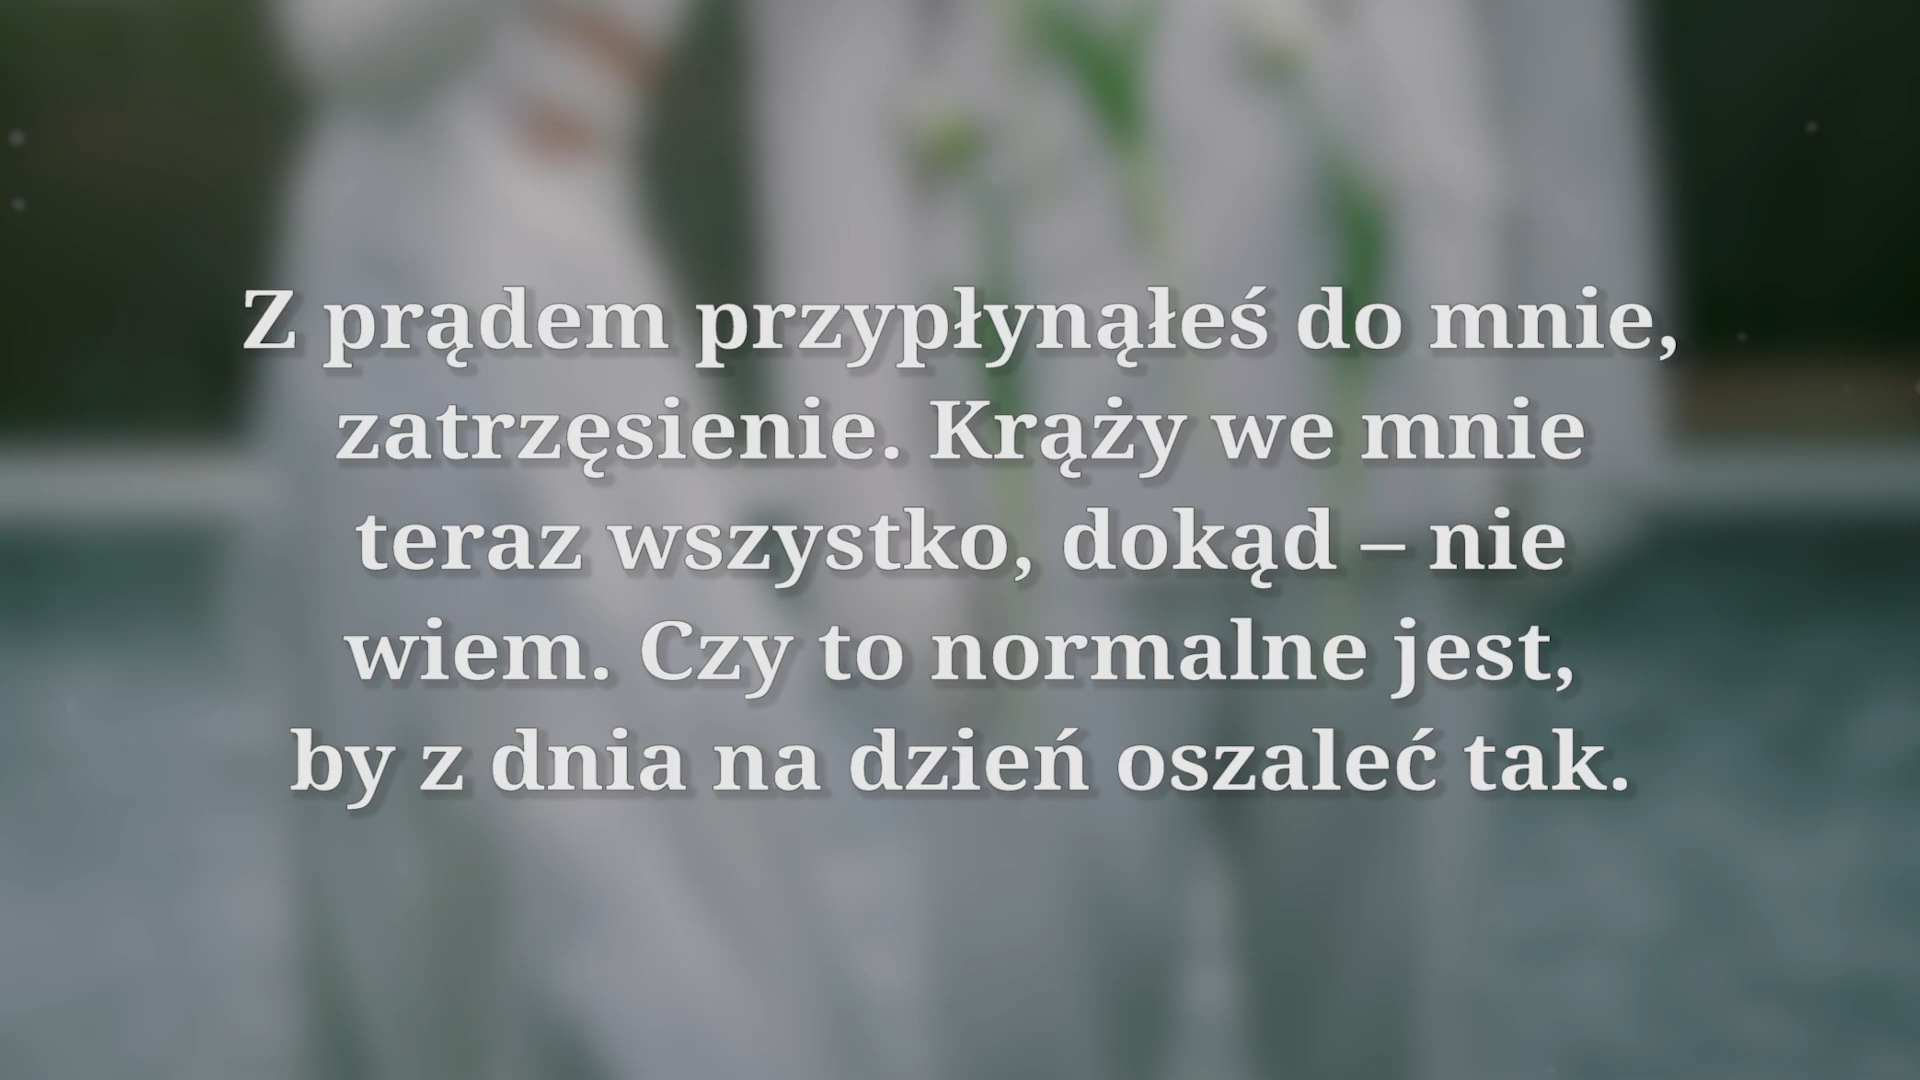 Z prądem przypłynąłeś do mnie,
zatrzęsienie. Krąży we mnie
teraz wszystko, dokąd – nie
wiem. Czy to normalne jest,
by z dnia na dzień oszaleć tak.